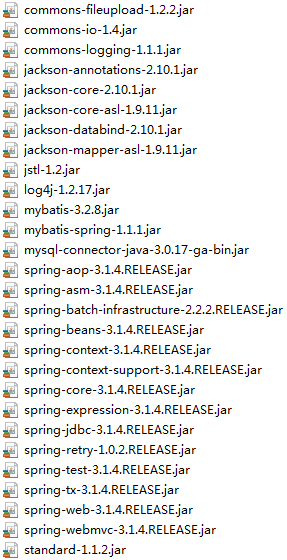 commons-fileupload-1.2.2.jar
commons-io-1.4.jar
commons-logging-1.1.1.jar
jackson-annotations-2.10.1.jar
jackson-core-2.10.1.jar
jackson-core-asl-1.9.11.jar
jackson-databind-2.10.1.jar
jackson-mapper-asl-1.9.11.jar
jstl-1.2.jar
log4j-1.2.17.jar
mybatis-3.2.8.jar
mybatis-spring-1.1.1.jar
mysql-connector-java-3.0.17-ga-bin.jar
spring-aop-3.1.4.RELEASE.jar
spring-asm-3.1.4.RELEASE.jar
spring-batch-infrastructure-2.2.2.RELEASE.jar
spring-beans-3.1.4.RELEASE.jar
spring-context-3.1.4.RELEASE.jar
spring-context-support-3.1.4.RELEASE.jar
spring-core-3.1.4.RELEASE.jar
spring-expression-3.1.4.RELEASE.jar
spring-jdbc-3.1.4.RELEASE.jar
spring-retry-1.0.2.RELEASE.jar
spring-test-3.1.4.RELEASE.jar
spring-tx-3.1.4.RELEASE.jar
spring-web-3.1.4.RELEASE.jar
spring-webmvc-3.1.4.RELEASE.jar
standard-1.1.2.jar